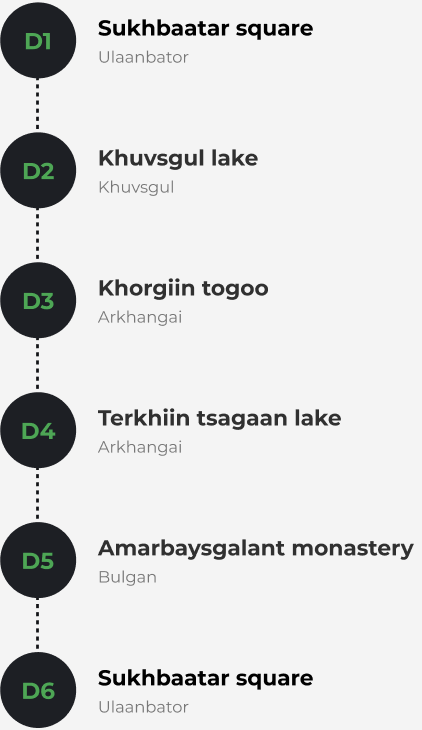 D1
Sukhbaatar square
Ulaanbator
D2
Khuvsgul lake
Khuvsgul
D3
Khorgiin togoo
Arkhangai
D4
Terkhiin tsagaan lake
Arkhangai
D5
Amarbaysgalant monastery
Bulgan
D6
Sukhbaatar square
Ulaanbator